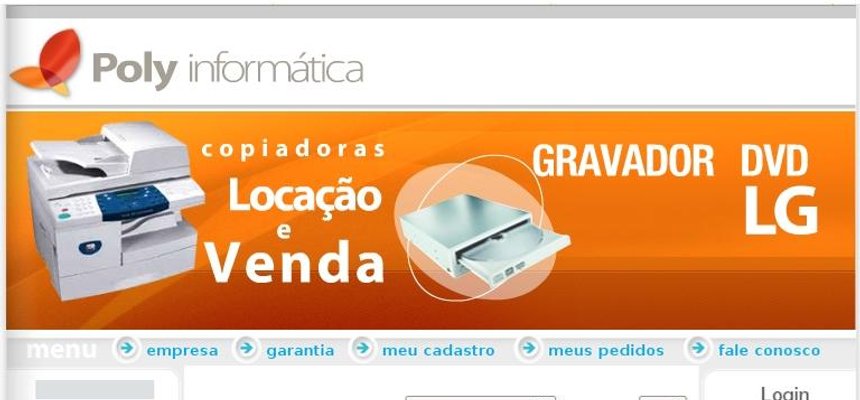 Poly informática
copiadoras
Locação
e
Venda
GRAVADOR DVD
LG
menu empresa garantia meu cadastro meus pedidos fale conosco
Login